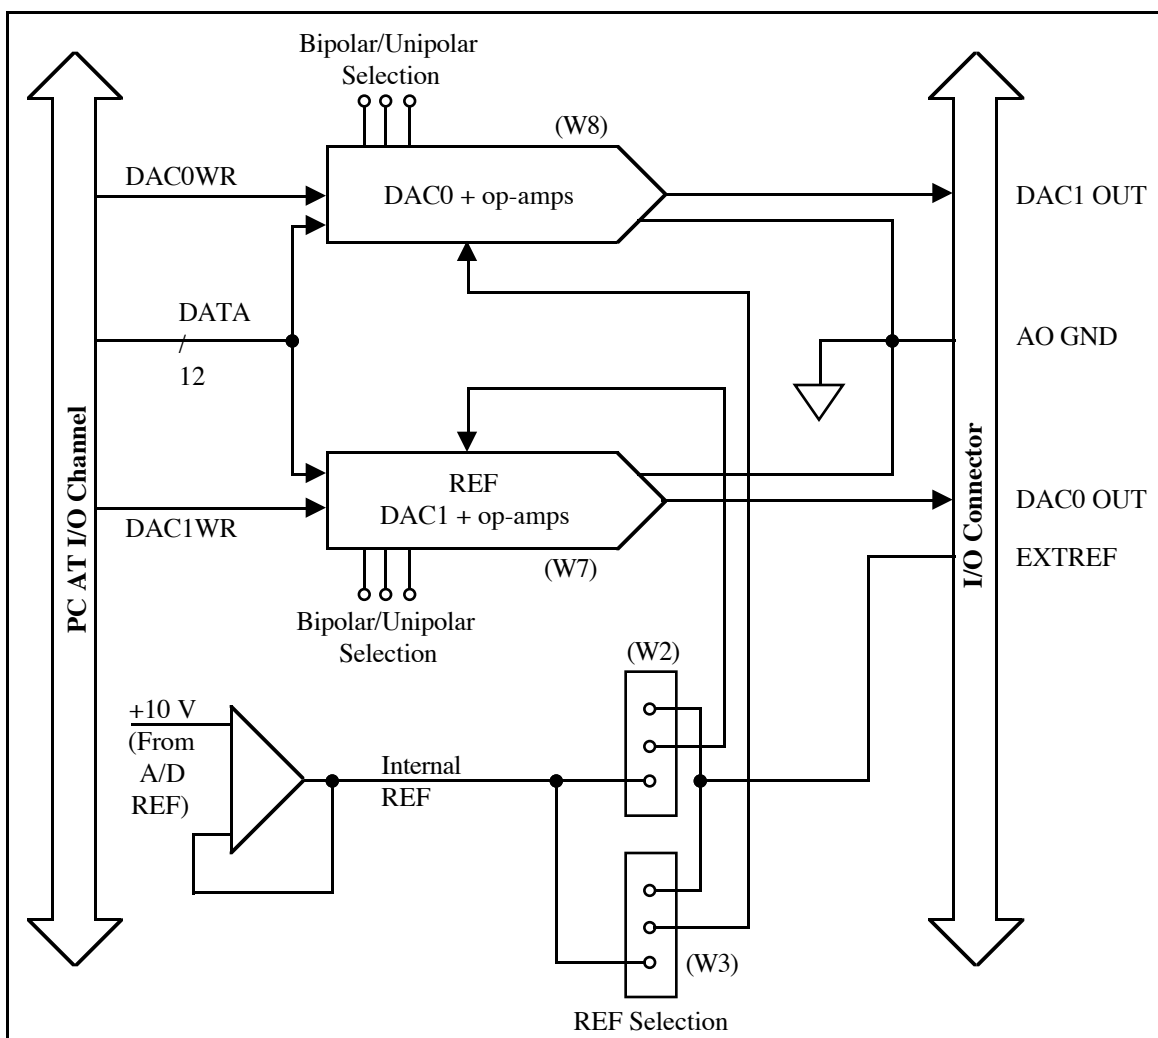 Bipolar/Unipolar
Selection
(W8)
DAC0WR
DAC0 + op-amps
DAC1 OUT
DATA
/
12
AO GND
PC AT I/O Channel
I/O Connector
REF
DAC1 + op-amps
DAC0 OUT
DAC1WR
(W7)
EXTREF
Bipolar/Unipolar
Selection
(W2)
+10 V
(From
A/D
REF)
Internal
REF
(W3)
REF Selection